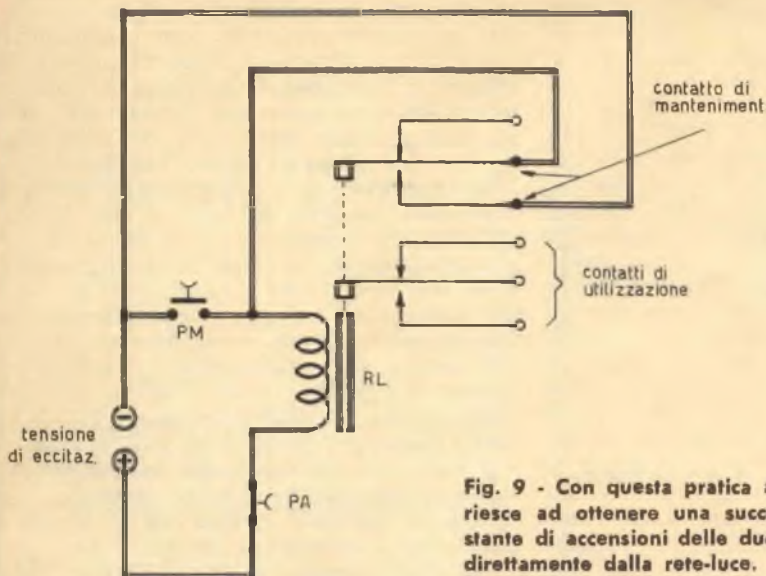 contatto di
manteniment
contatti di
utilizzazione
PM
RL.
tensione
di eccitaz.
PA
Fig. 9 - Con questa pratica a
riesce ad ottenere una succ
stante di accensioni delle du
direttamente dalla rete-luce.